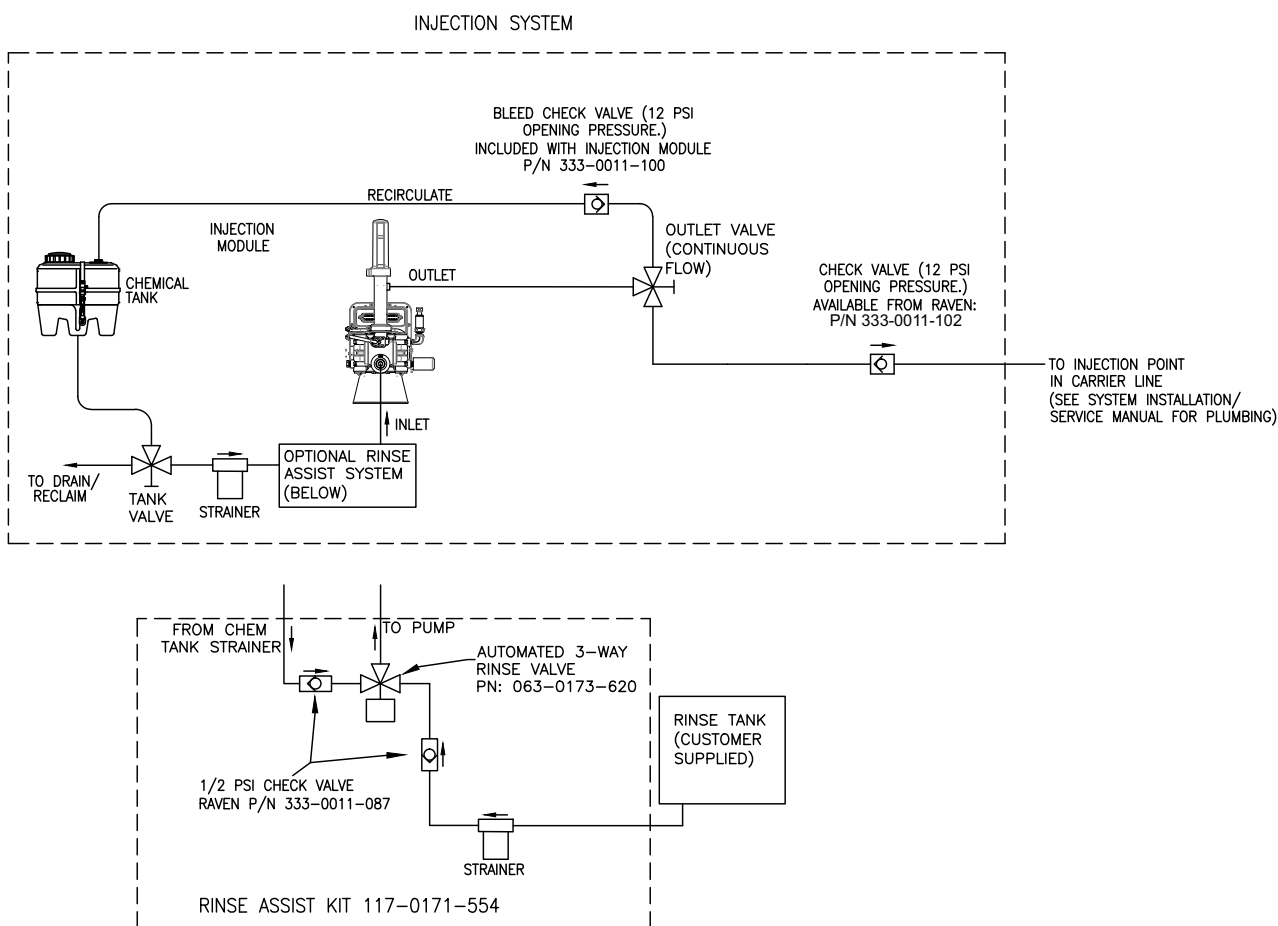 INJECTION SYSTEM
BLEED CHECK VALVE (12 PSI
OPENING PRESSURE.)
INCLUDED WITH INJECTION MODULE
P/N 333-0011-100
RECIRCULATE
INJECTION
MODULE
OUTLET VALVE
(CONTINUOUS
FLOW)
CHEMICAL
TANK
OUTLET
CHECK VALVE (12 PSI
OPENING PRESSURE.)
AVAILABLE FROM RAVEN:
P/N 333-0011-102
TO INJECTION POINT
IN CARRIER LINE
(SEE SYSTEM INSTALLATION/
SERVICE MANUAL FOR PLUMBING)
INLET
OPTIONAL RINSE
ASSIST SYSTEM
(BELOW)
TO DRAIN/
RECLAIM
TANK
VALVE
STRAINER
FROM CHEM
TANK STRAINER
TO PUMP
AUTOMATED 3-WAY
RINSE VALVE
PN: 063-0173-620
RINSE TANK
(CUSTOMER
SUPPLIED)
1/2 PSI CHECK VALVE
RAVEN P/N 333-0011-087
STRAINER
RINSE ASSIST KIT 117-0171-554